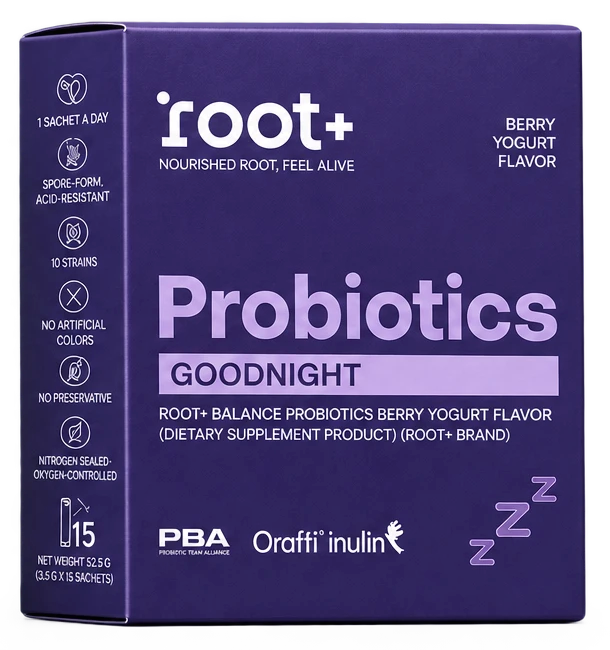 1 SACHET A DAY
SPORE-FORM,
ACID-RESISTANT
10 STRAINS
NO ARTIFICIAL
COLORS
NO PRESERVATIVE
NITROGEN SEALED-
OXYGEN-CONTROLLED
15
NET WEIGHT 52.5 G
(3.5 G X 15 SACHETS)
root+
NOURISHED ROOT, FEEL ALIVE
BERRY
YOGURT
FLAVOR
Probiotics
GOODNIGHT
ROOT+ BALANCE PROBIOTICS BERRY YOGURT FLAVOR
(DIETARY SUPPLEMENT PRODUCT) (ROOT+ BRAND)
PBA
PROBIOTIC TEAM ALLIANCE
Oraffi° inulin
Z Z Z